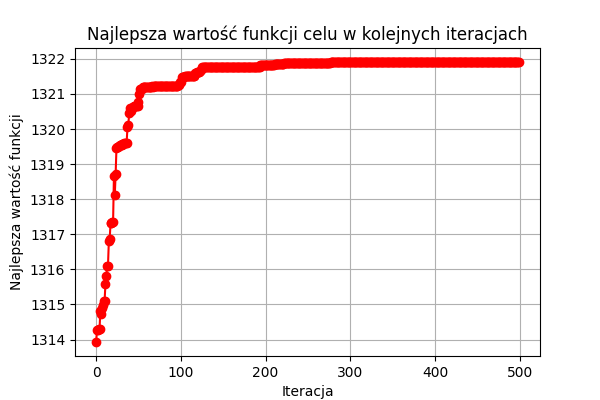 Najlepsza wartość funkcji celu w kolejnych iteracjach
1322
1321
1320
1319
1318
1317
1316
1315
1314
Najlepsza wartość funkcji
0 100 200 300 400 500
Iteracja